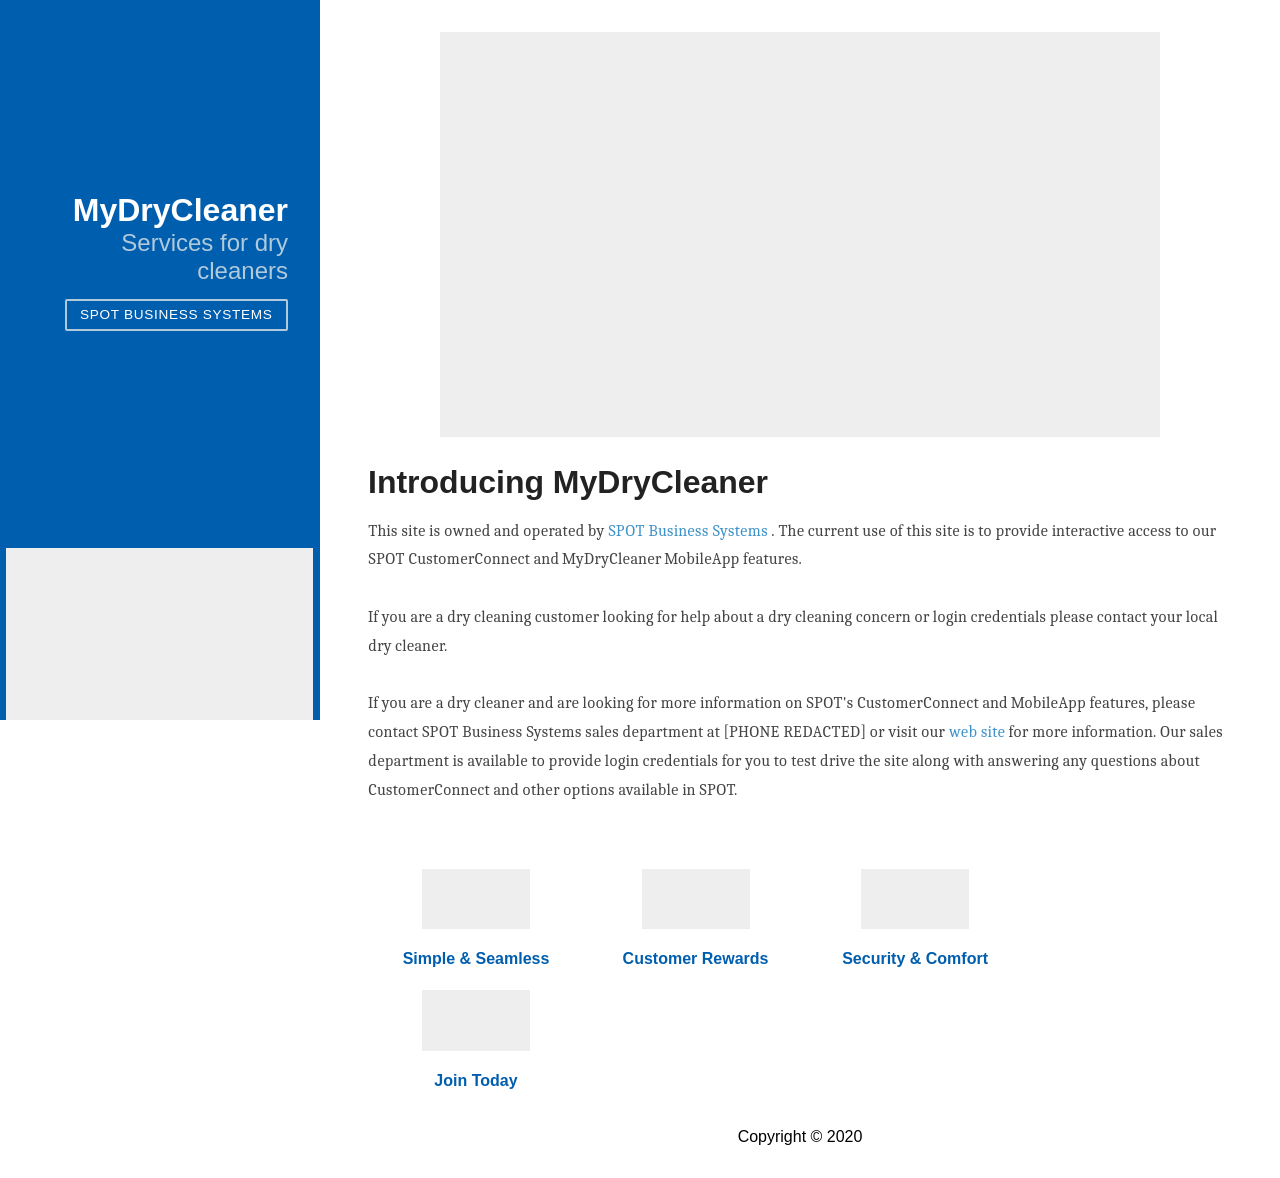 MyDryCleaner
Services for dry
cleaners
SPOT BUSINESS SYSTEMS
Introducing MyDryCleaner
This site is owned and operated by SPOT Business Systems . The current use of this site is to provide interactive access to our
SPOT CustomerConnect and MyDryCleaner MobileApp features.
If you are a dry cleaning customer looking for help about a dry cleaning concern or login credentials please contact your local
dry cleaner.
If you are a dry cleaner and are looking for more information on SPOT's CustomerConnect and MobileApp features, please
contact SPOT Business Systems sales department at [PHONE REDACTED] or visit our web site for more information. Our sales
department is available to provide login credentials for you to test drive the site along with answering any questions about
CustomerConnect and other options available in SPOT.
Simple & Seamless
Customer Rewards
Security & Comfort
Join Today
Copyright © 2020